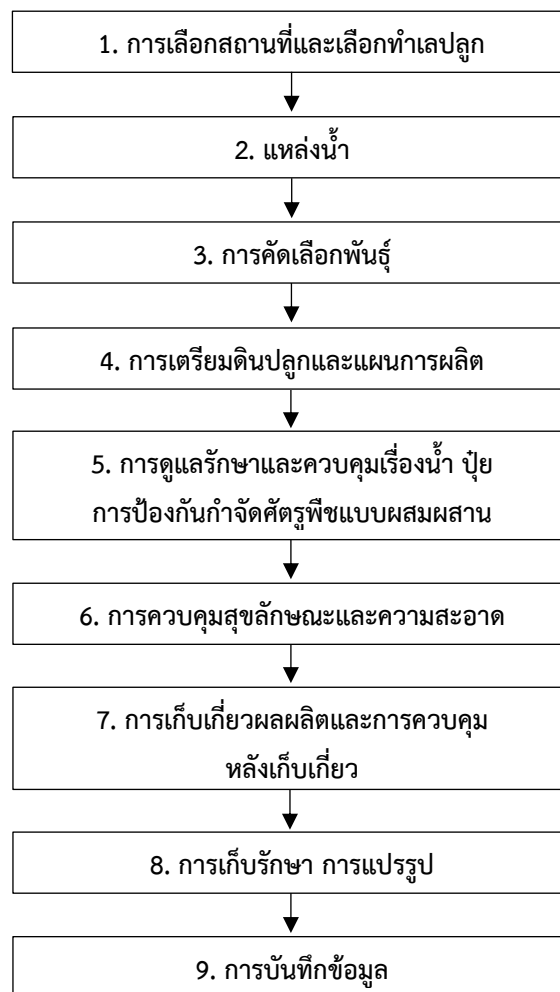 1. การเลือกสถานที่และเลือกทำเลปลูก
2. แหล่งน้ำ
3. การคัดเลือกพันธุ์
4. การเตรียมดินปลูกและแผนการผลิต
5. การดูแลรักษาและควบคุมเรื่องน้ำ ปุ๋ย
การป้องกันกำจัดศัตรูพืชแบบผสมผสาน
6. การควบคุมสุขลักษณะและความสะอาด
7. การเก็บเกี่ยวผลผลิตและการควบคุม
หลังเก็บเกี่ยว
8. การเก็บรักษา การแปรรูป
9. การบันทึกข้อมูล